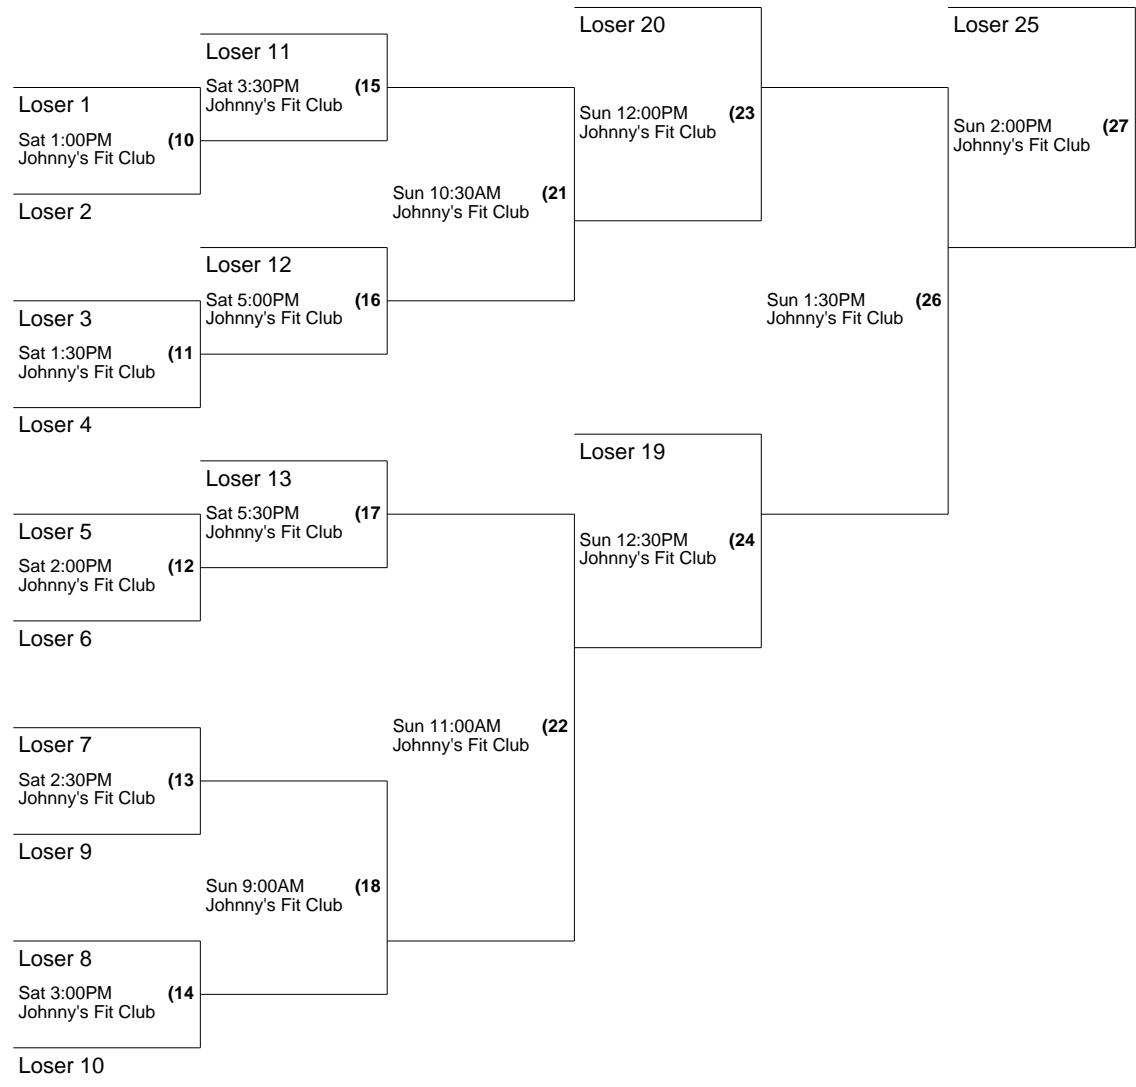 Loser 20
Loser 25
Loser 11
Sat 3:30PM (15
Johnny's Fit Club
Loser 1
Sun 12:00PM (23
Johnny's Fit Club
Sun 2:00PM (27
Johnny's Fit Club
Sat 1:00PM (10
Johnny's Fit Club
Sun 10:30AM (21
Johnny's Fit Club
Loser 2
Loser 12
Sat 5:00PM (16
Johnny's Fit Club
Sun 1:30PM (26
Johnny's Fit Club
Loser 3
Sat 1:30PM (11
Johnny's Fit Club
Loser 4
Loser 19
Loser 13
Sat 5:30PM (17
Johnny's Fit Club
Loser 5
Sun 12:30PM (24
Johnny's Fit Club
Sat 2:00PM (12
Johnny's Fit Club
Loser 6
Sun 11:00AM (22
Johnny's Fit Club
Loser 7
Sat 2:30PM (13
Johnny's Fit Club
Loser 9
Sun 9:00AM (18
Johnny's Fit Club
Loser 8
Sat 3:00PM (14
Johnny's Fit Club
Loser 10